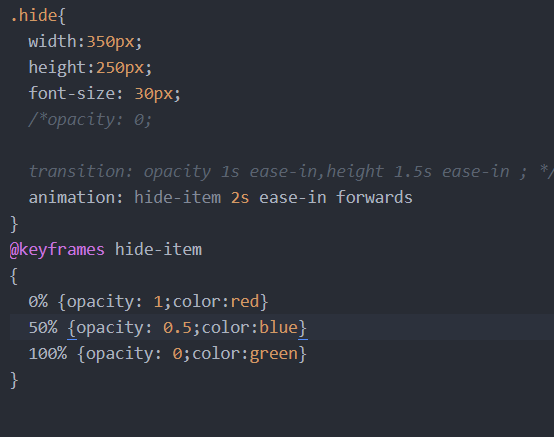 .hide{
width:350px;
height:250px;
font-size: 30px;
/*opacity: 0;
transition: opacity 1s ease-in,height 1.5s ease-in ; */
animation: hide-item 2s ease-in forwards
}
@keyframes hide-item
{
0% {opacity: 1;color:red}
50% {opacity: 0.5;color:blue}
100% {opacity: 0;color:green}
}